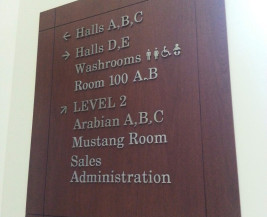 ← Halls A,B,C
→ Halls D,E
Washrooms
Room 100 A..B
↗ LEVEL 2
Arabian A,B,C
Mustang Room
Sales
Administration